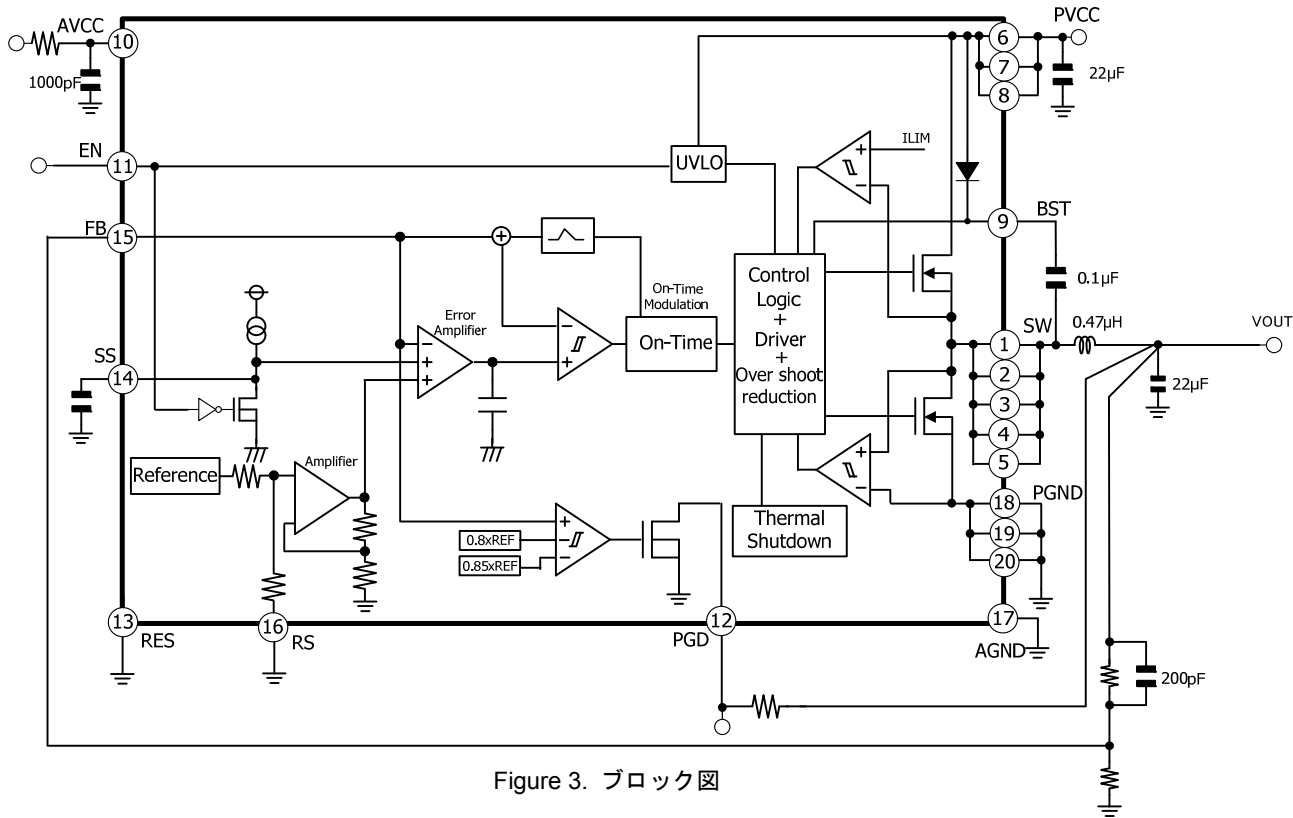 AVCC
10
1000pF
EN
11
FB
15
SS
14
UVLO
ILIM
6
7
8
PVCC
22μF
9
BST
0.1μF
Error
Amplifier
On-Time
Modulation
On-Time
Control
Logic
+
Driver
+
Over shoot
reduction
1
SW
0.47μH
VOUT
2
3
4
5
22μF
Reference
Amplifier
0.8xREF
0.85xREF
Thermal
Shutdown
18
PGND
19
20
13
RES
16
RS
PGD
12
17
AGND
200pF
Figure 3. ブロック図